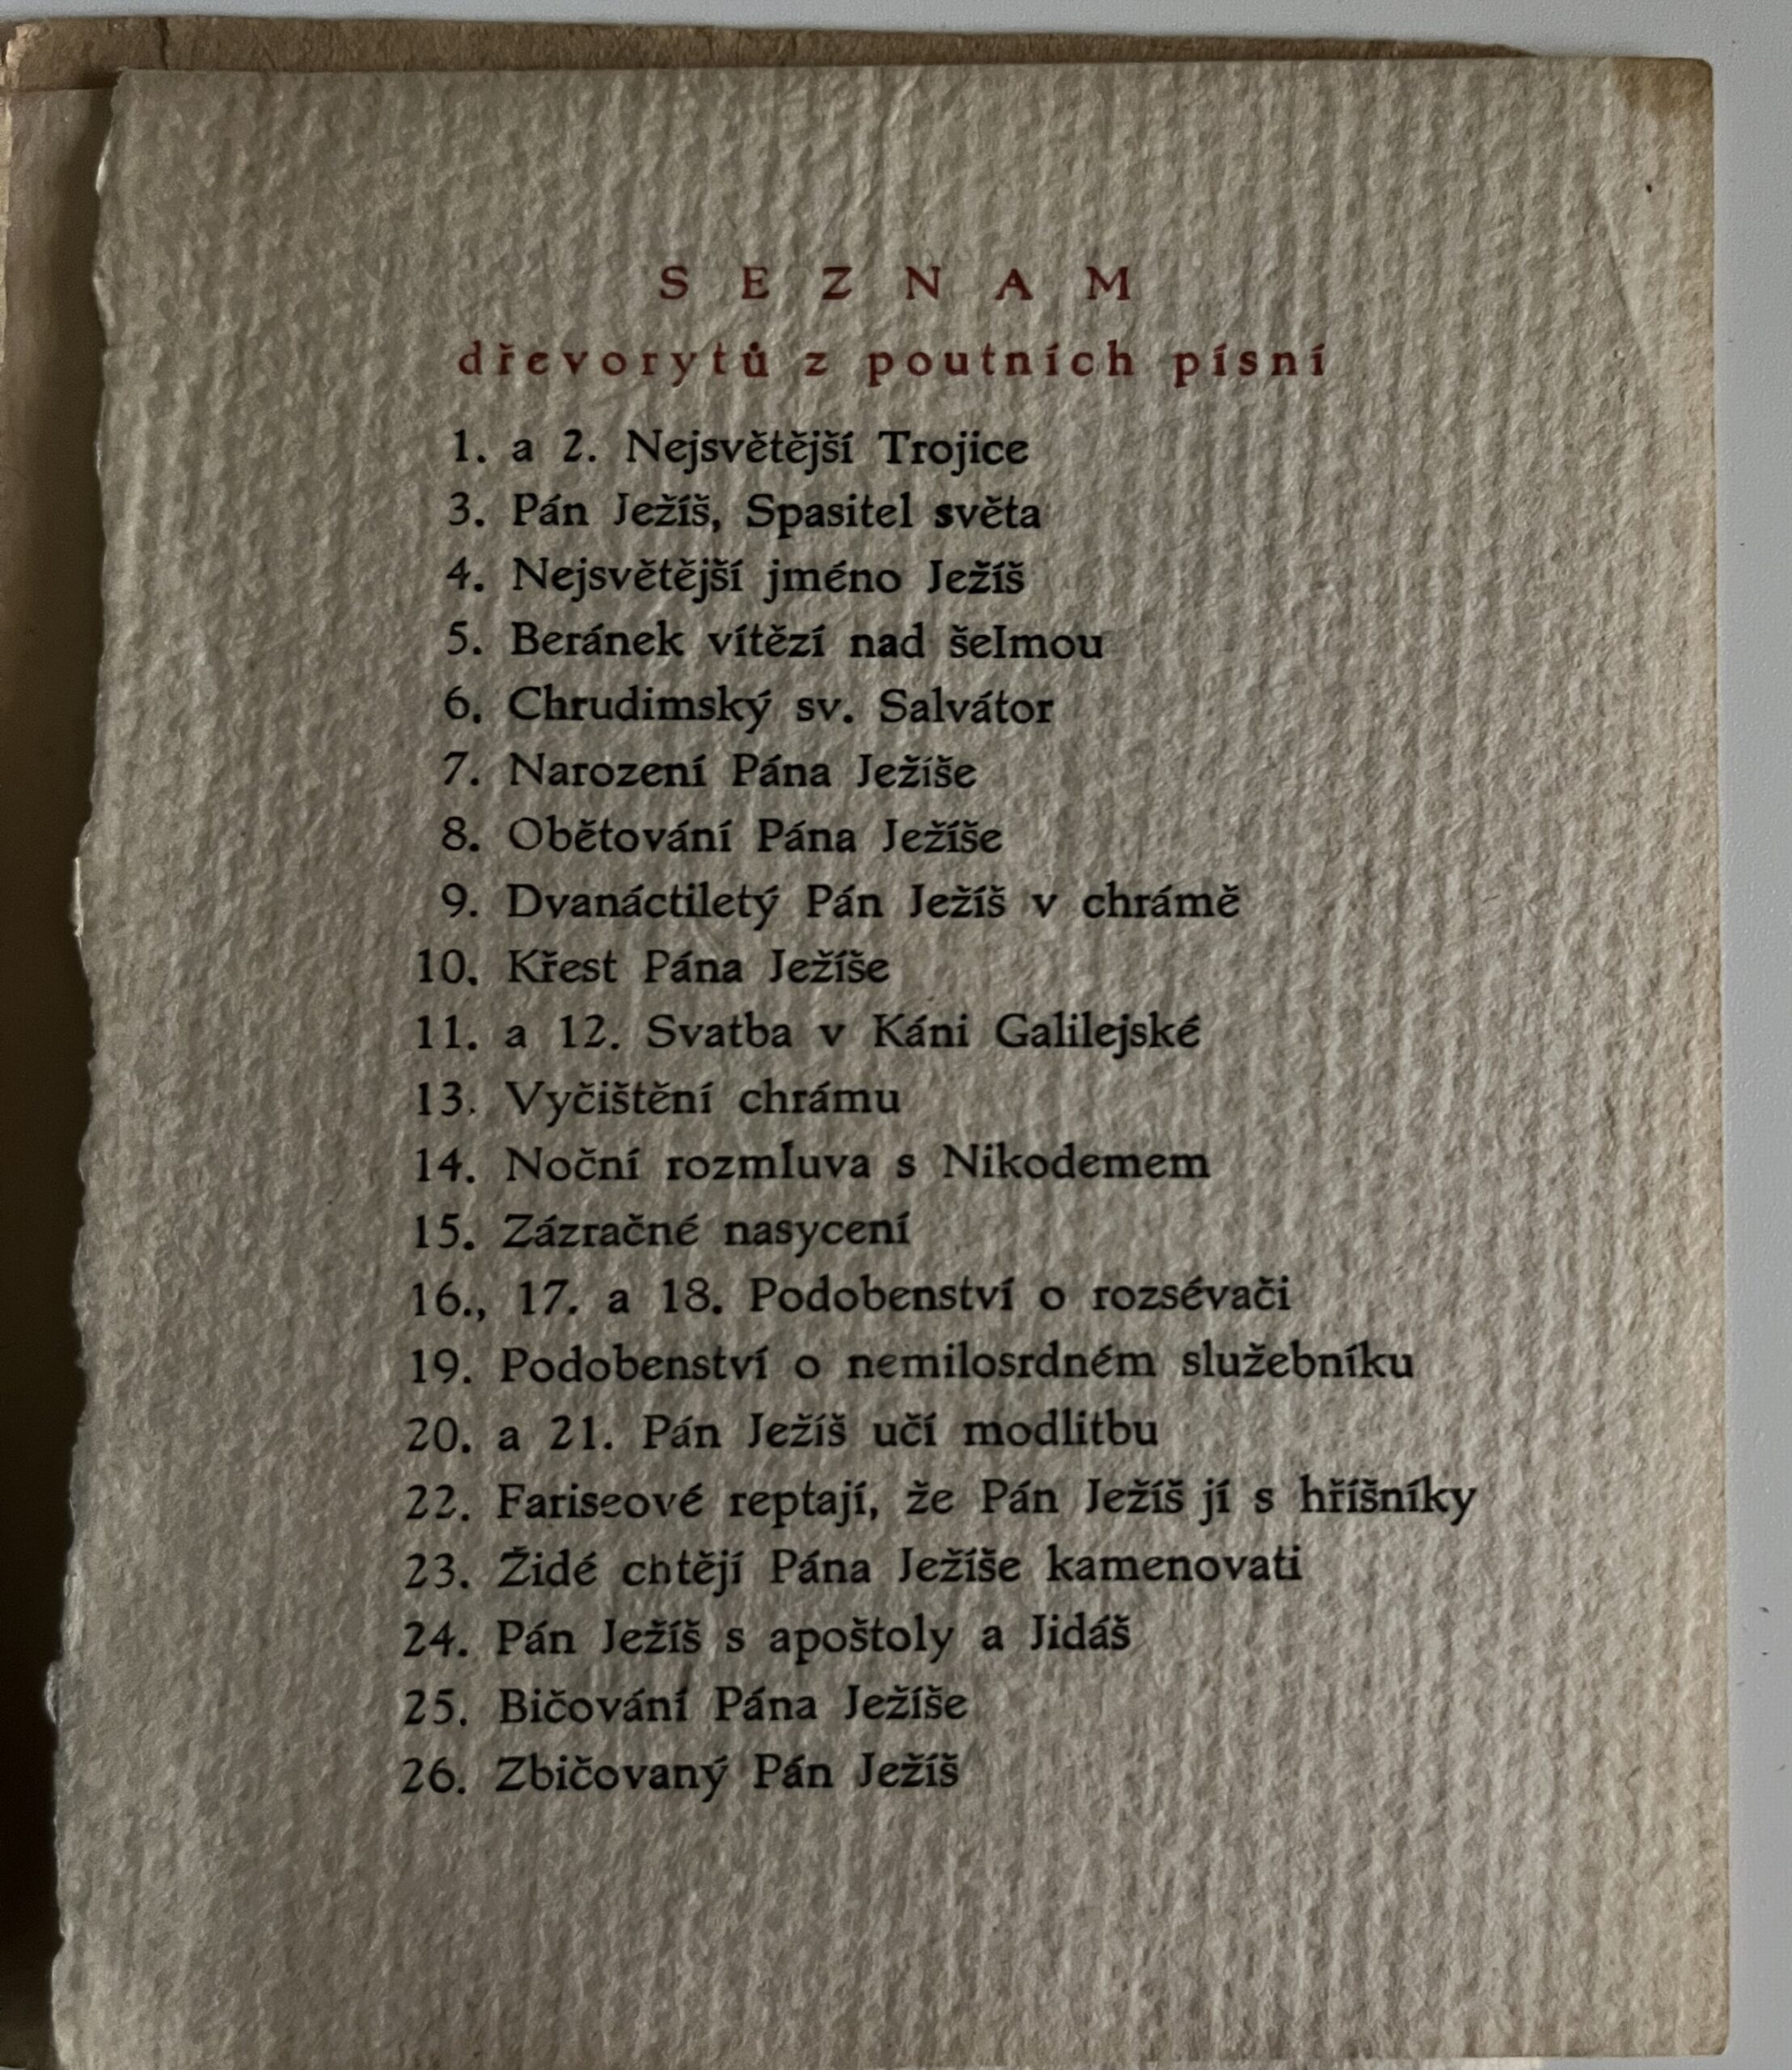 SEZNAM
dřevorytů z poutních písní
1. a 2. Nejsvětější Trojice
3. Pán Ježíš, Spasitel světa
4. Nejsvětější jméno Ježíš
5. Beránek vítězí nad šelmou
6. Chrudimský sv. Salvátor
7. Narození Pána Ježíše
8. Obětování Pána Ježíše
9. Dvanáctiletý Pán Ježíš v chrámě
10. Křest Pána Ježíše
11. a 12. Svatba v Káni Galilejské
13. Vyčištění chrámu
14. Noční rozmluva s Nikodemem
15. Zázračné nasycení
16., 17. a 18. Podobenství o rozsévači
19. Podobenství o nemilosrdném služebníku
20. a 21. Pán Ježíš učí modlitbu
22. Fariseové reptají, že Pán Ježíš jí s hříšníky
23. Židé chtějí Pána Ježíše kamenovati
24. Pán Ježíš s apoštoly a Jidáš
25. Bičování Pána Ježíše
26. Zbičovaný Pán Ježíš